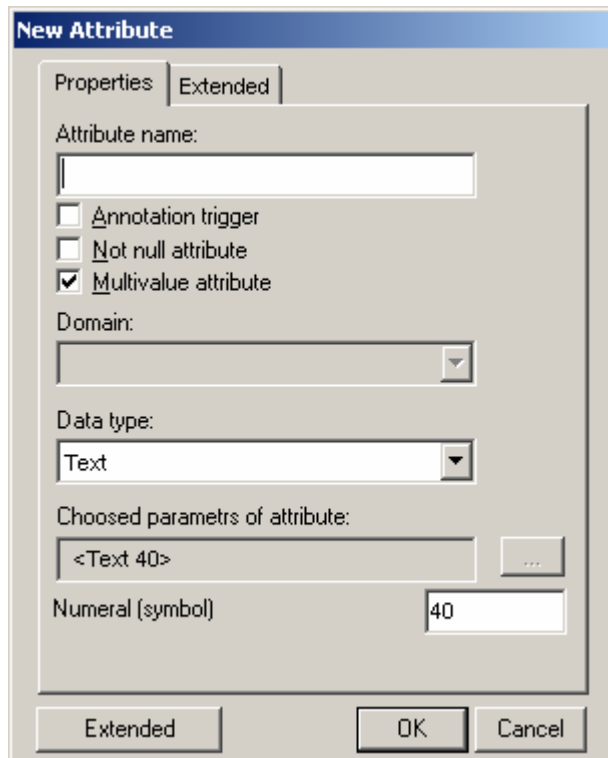 New Attribute
Properties Extended
Attribute name:
Annotation trigger
Not null attribute
Multivalue attribute
Domain:
Data type:
Text
Choosed parametrs of attribute:
<Text 40>
...
Numeral (symbol) 40
Extended OK Cancel